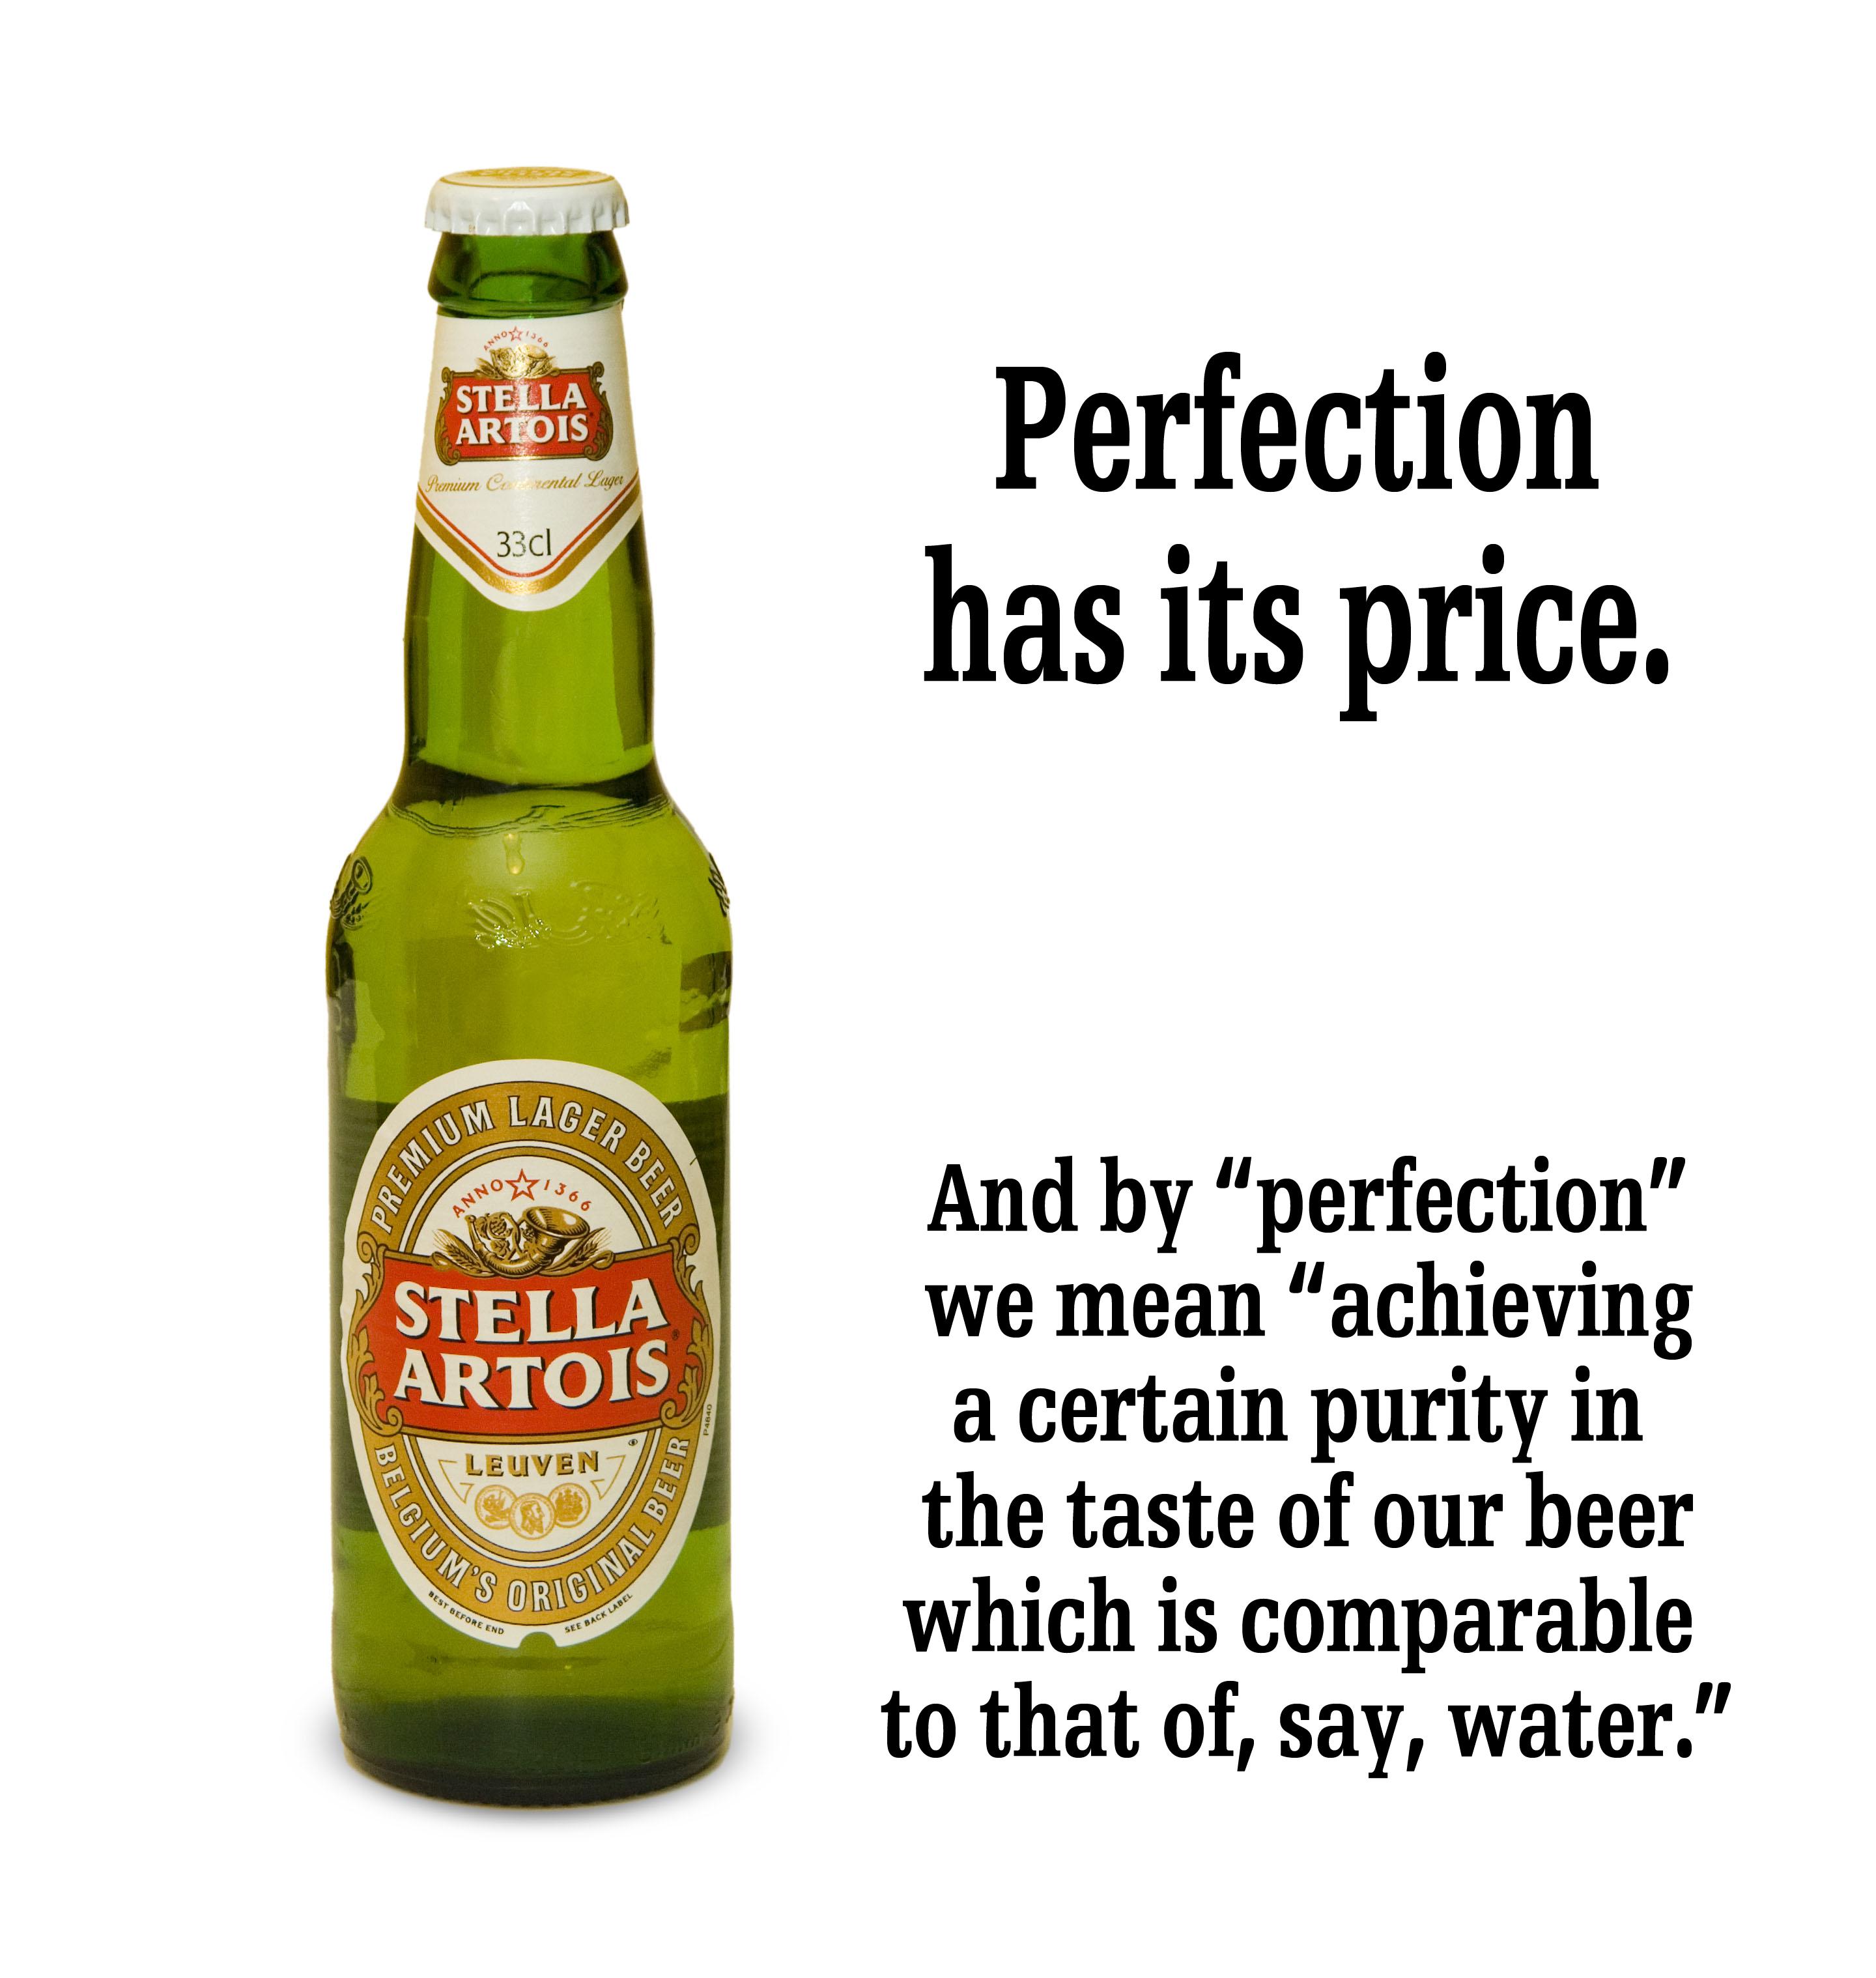 ANNO 1366
STELLA
ARTOIS
Premium Continental Lager
33cl
Perfection
has its price.
PREMIUM LAGER BEER
ANNO 1366
STELLA
ARTOIS
LEUVEN
BELGIUM'S ORIGINAL BEER
BEST BEFORE END
SEE BACK LABEL
P4640
And by “perfection”
we mean “achieving
a certain purity in
the taste of our beer
which is comparable
to that of, say, water.”